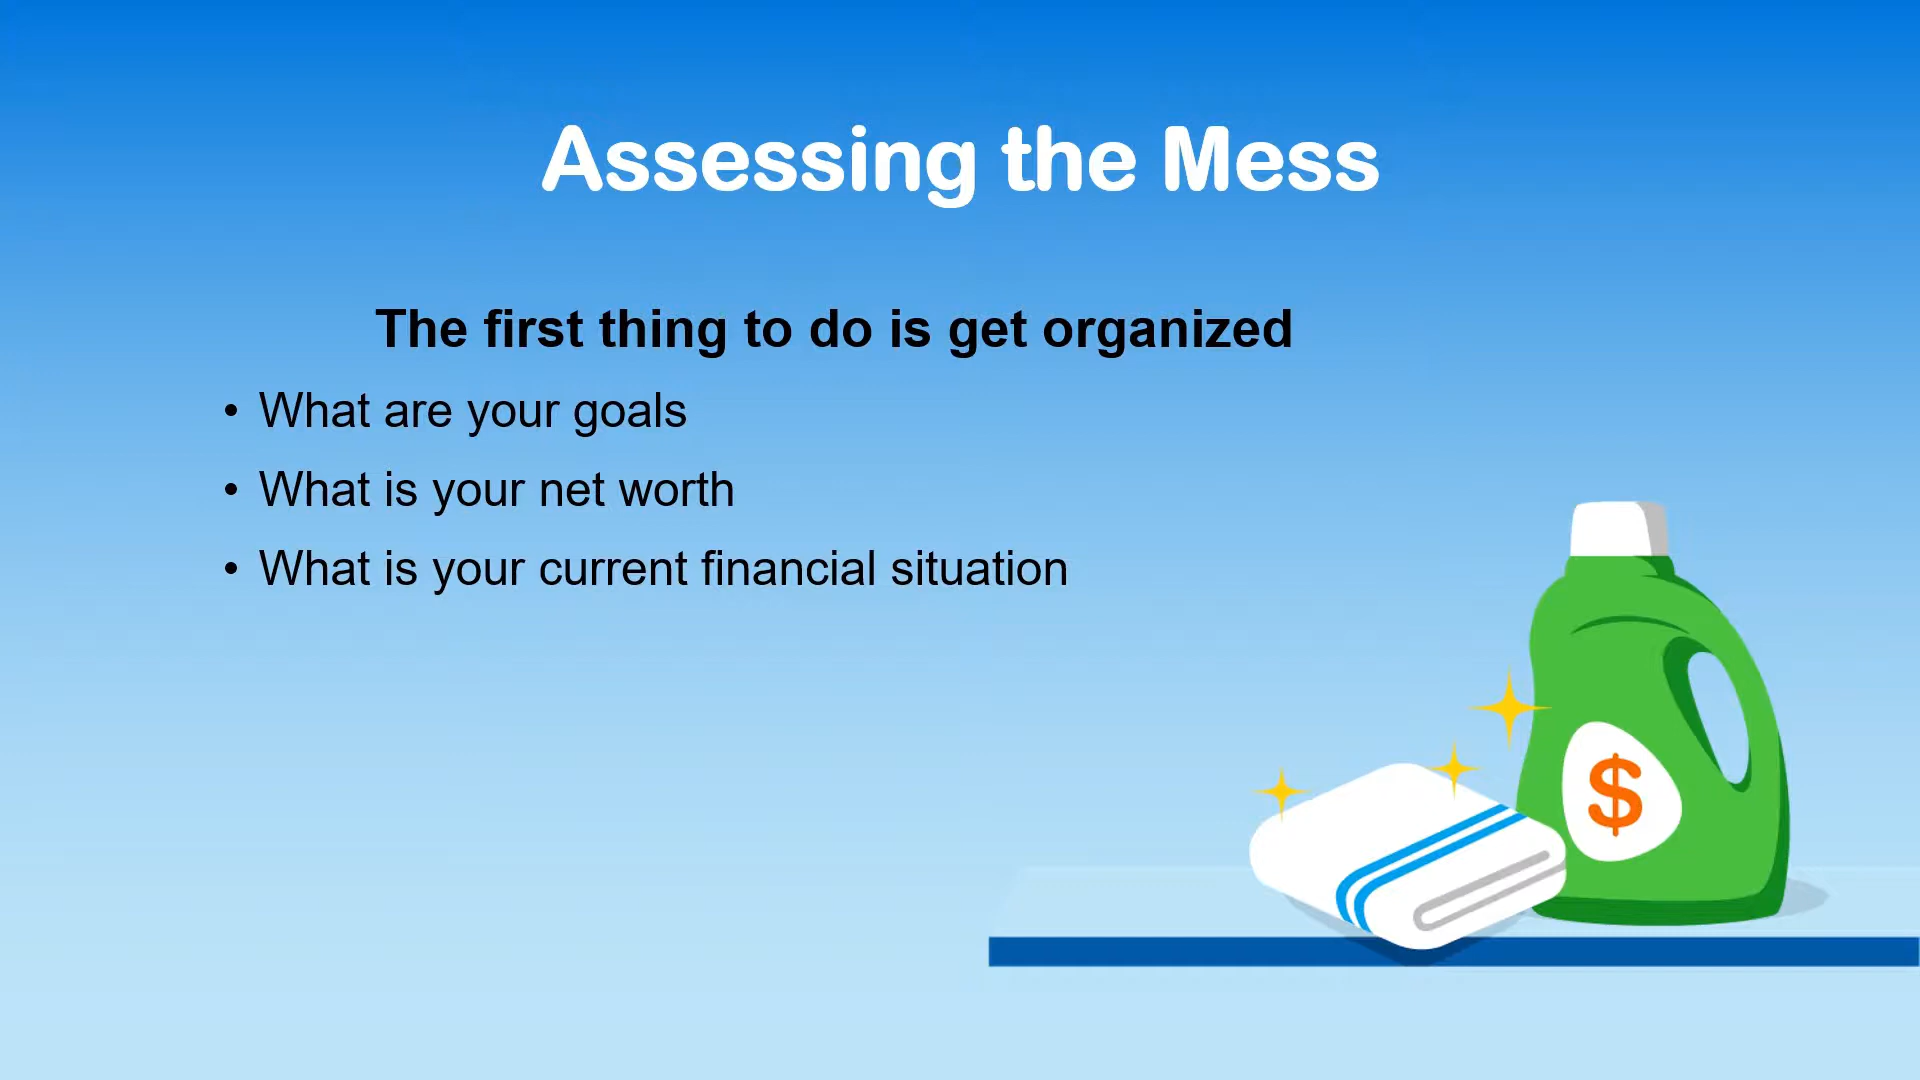 Assessing the Mess
The first thing to do is get organized
• What are your goals
• What is your net worth
• What is your current financial situation
$